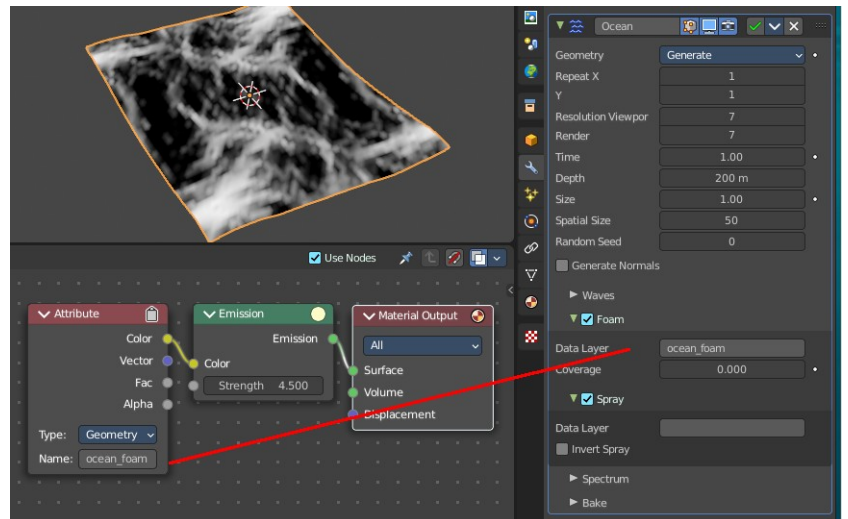 Ocean
Geometry Generate
Repeat X 1
Y 1
Resolution Viewpor 7
Render 7
Time 1.00
Depth 200 m
Size 1.00
Spatial Size 50
Random Seed 0
Generate Normals
Waves
Foam
Data Layer ocean_foam
Coverage 0.000
Spray
Data Layer
Invert Spray
Spectrum
Bake
Use Nodes
Attribute
Color
Vector
Fac
Alpha
Type: Geometry
Name: ocean_foam
Emission
Emission
Color
Strength 4.500
Material Output
All
Surface
Volume
Displacement